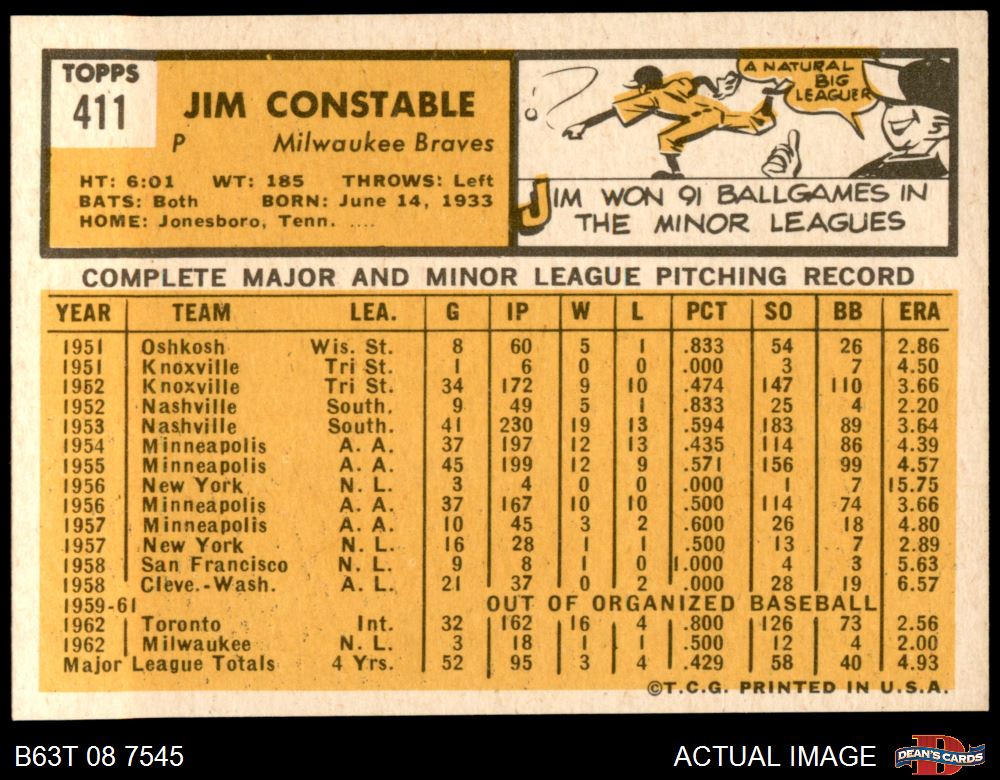 TOPPS
411
JIM CONSTABLE
P Milwaukee Braves
HT: 6:01 WT: 185 THROWS: Left
BATS: Both BORN: June 14, 1933
HOME: Jonesboro, Tenn. ....
A NATURAL
BIG
LEAGUER
JIM WON 91 BALLGAMES IN
THE MINOR LEAGUES
COMPLETE MAJOR AND MINOR LEAGUE PITCHING RECORD
YEAR TEAM LEA. G IP W L PCT SO BB ERA
1951 Oshkosh Wis. St. 8 60 5 1 .833 54 26 2.86
1951 Knoxville Tri St. 1 6 0 0 .000 3 7 4.50
1952 Knoxville Tri St. 34 172 9 10 .474 147 110 3.66
1952 Nashville South. 9 49 5 1 .833 25 4 2.20
1953 Nashville South. 41 230 19 13 .594 183 89 3.64
1954 Minneapolis A. A. 37 197 12 13 .435 114 86 4.39
1955 Minneapolis A. A. 45 199 12 9 .571 156 99 4.57
1956 New York N. L. 3 4 0 0 .000 1 7 15.75
1956 Minneapolis A. A. 37 167 10 10 .500 114 74 3.66
1957 Minneapolis A. A. 10 45 3 2 .600 26 18 4.80
1957 New York N. L. 16 28 1 1 .500 13 7 2.89
1958 San Francisco N. L. 9 8 1 0 1.000 4 3 5.63
1958 Cleve.-Wash. A. L. 21 37 0 2 .000 28 19 6.57
1959-61 OUT OF ORGANIZED BASEBALL
1962 Toronto Int. 32 162 16 4 .800 126 73 2.56
1962 Milwaukee N. L. 3 18 1 1 .500 12 4 2.00
Major League Totals 4 Yrs. 52 95 3 4 .429 58 40 4.93
©T.C.G. PRINTED IN U.S.A.
B63T 08 7545 ACTUAL IMAGE DEAN'S CARDS